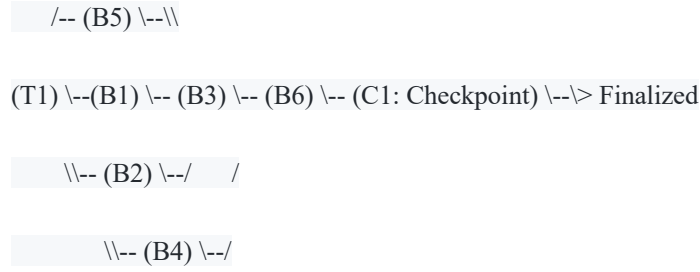 /-- (B5) \--\\
(T1) \--(B1) \-- (B3) \-- (B6) \-- (C1: Checkpoint) \--\> Finalized
\\-- (B2) \--/ /
\\-- (B4) \--/